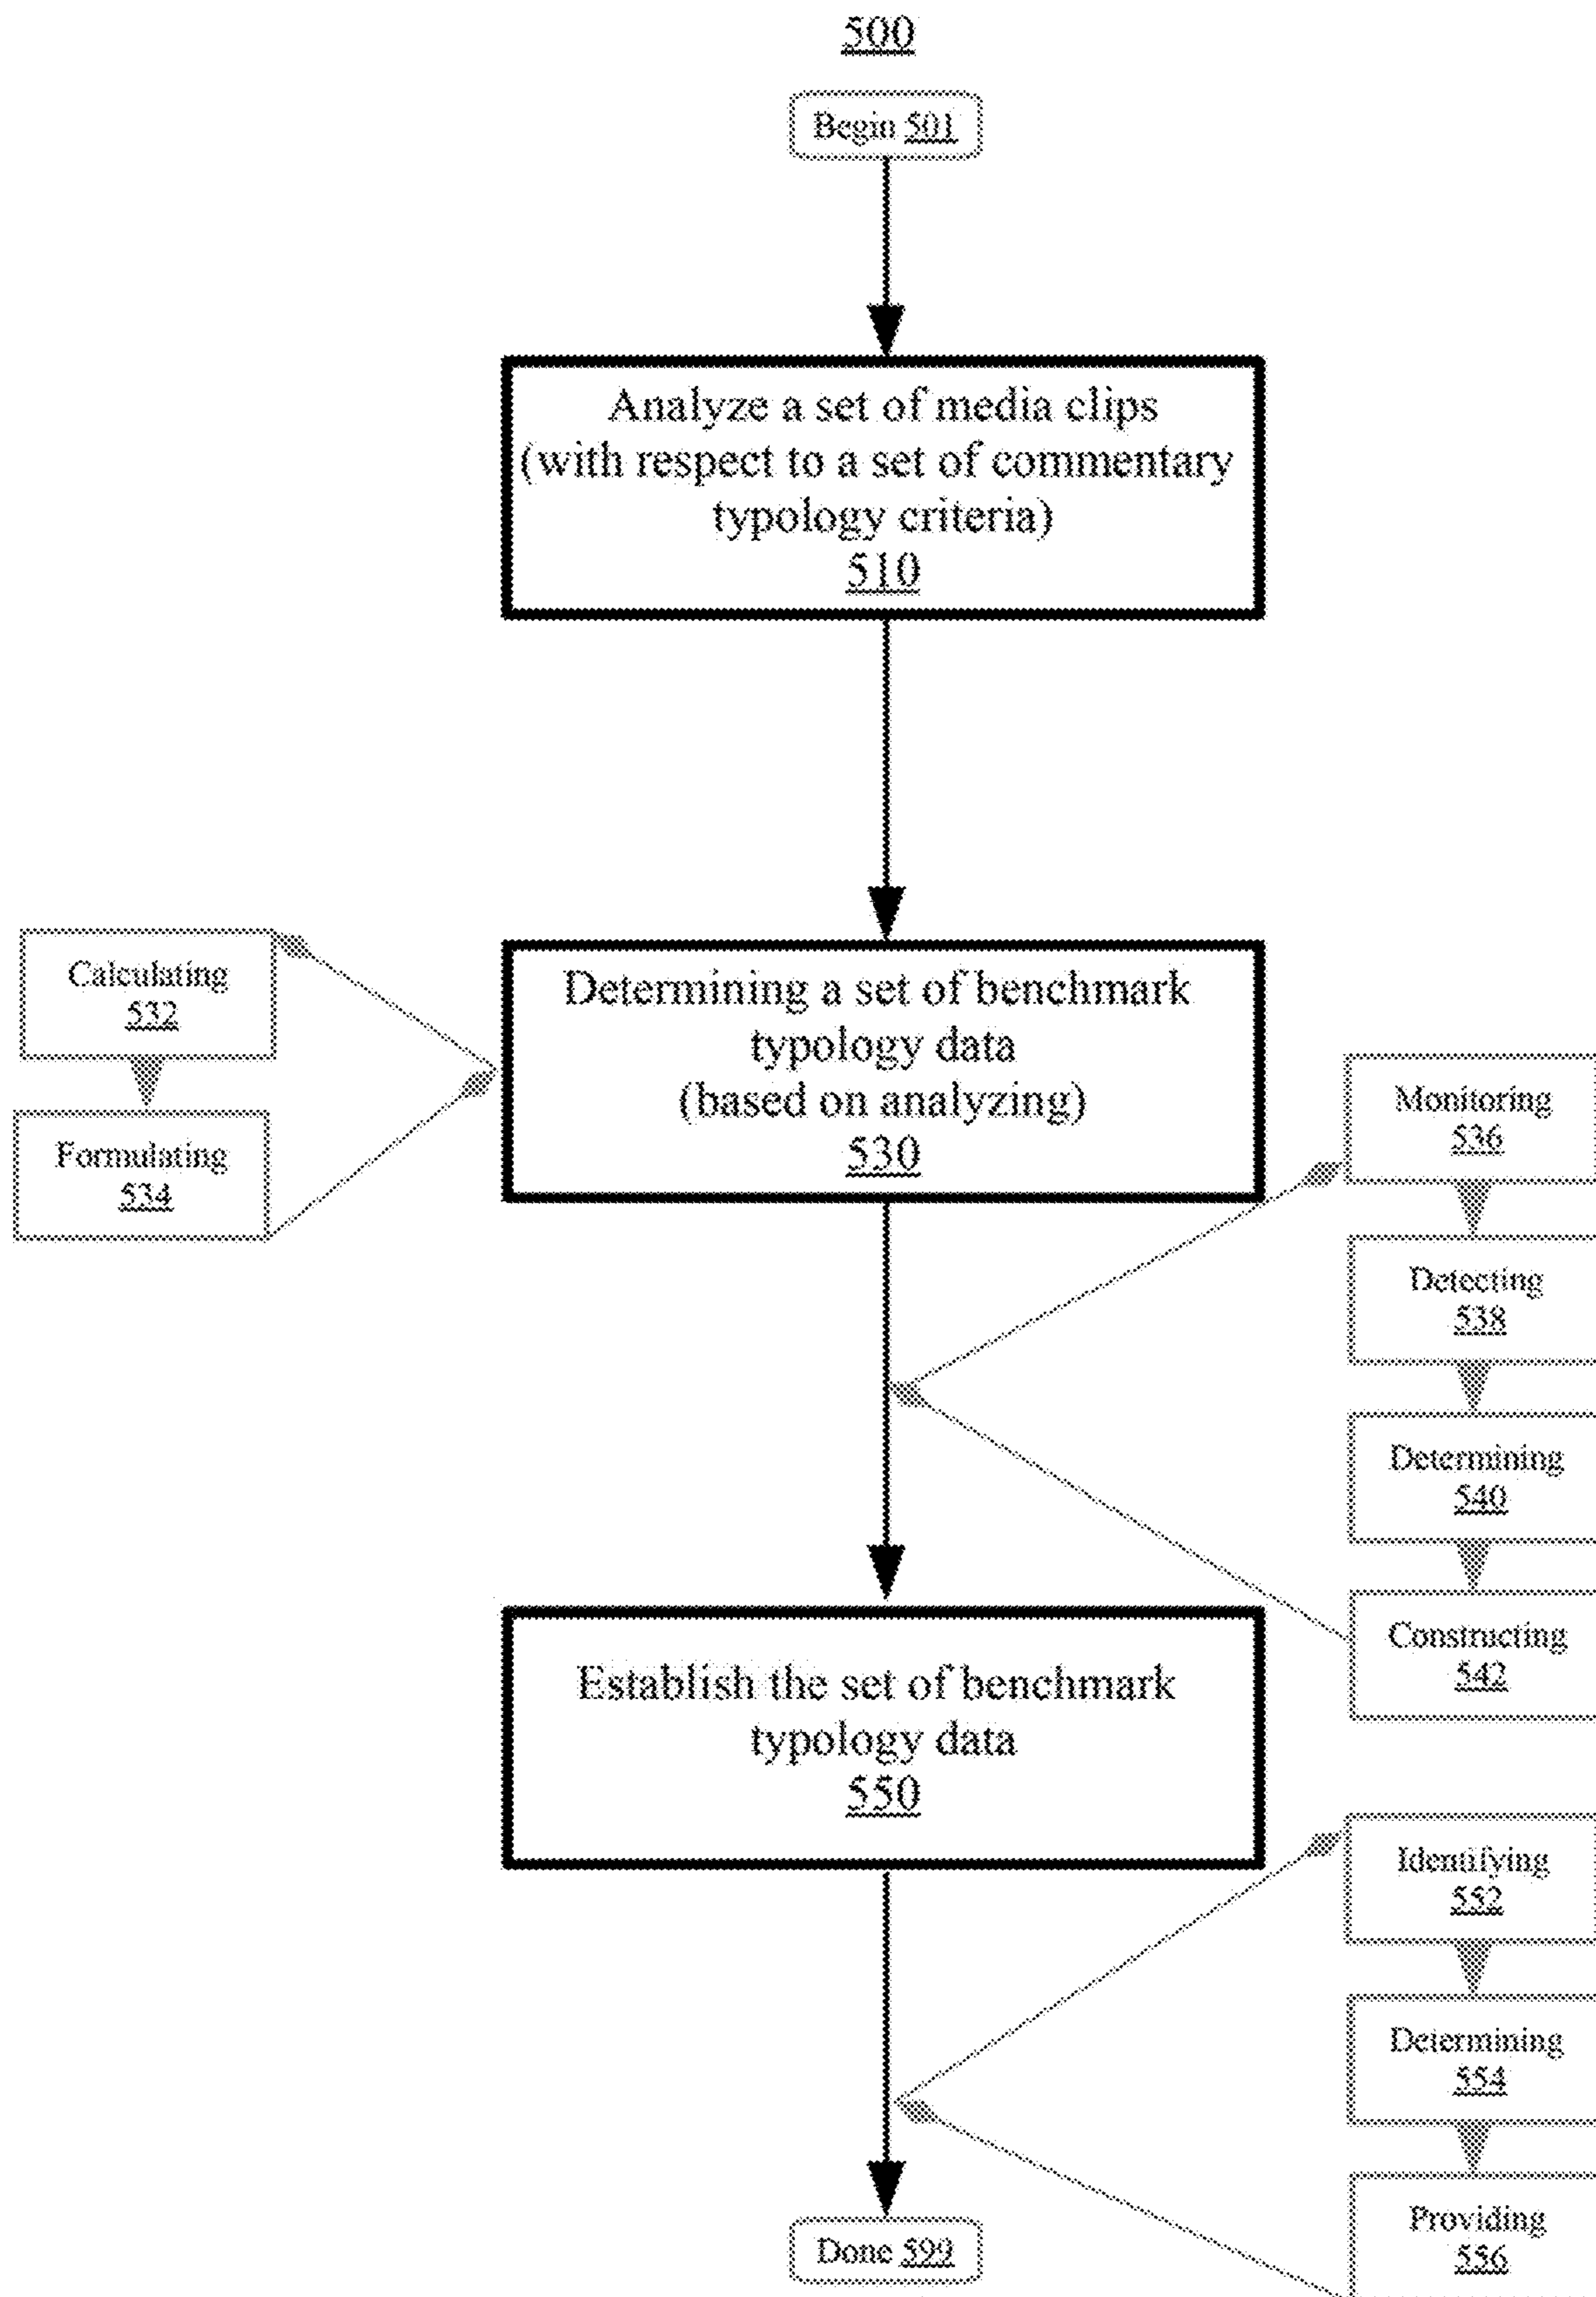 500
Begin 501
Analyze a set of media clips
(with respect to a set of commentary
typology criteria)
510
Determining a set of benchmark
typology data
(based on analyzing)
530
Calculating
532
Formulating
534
Monitoring
536
Detecting
538
Determining
540
Constructing
542
Establish the set of benchmark
typology data
550
Identifying
552
Determining
554
Providing
556
Done 599